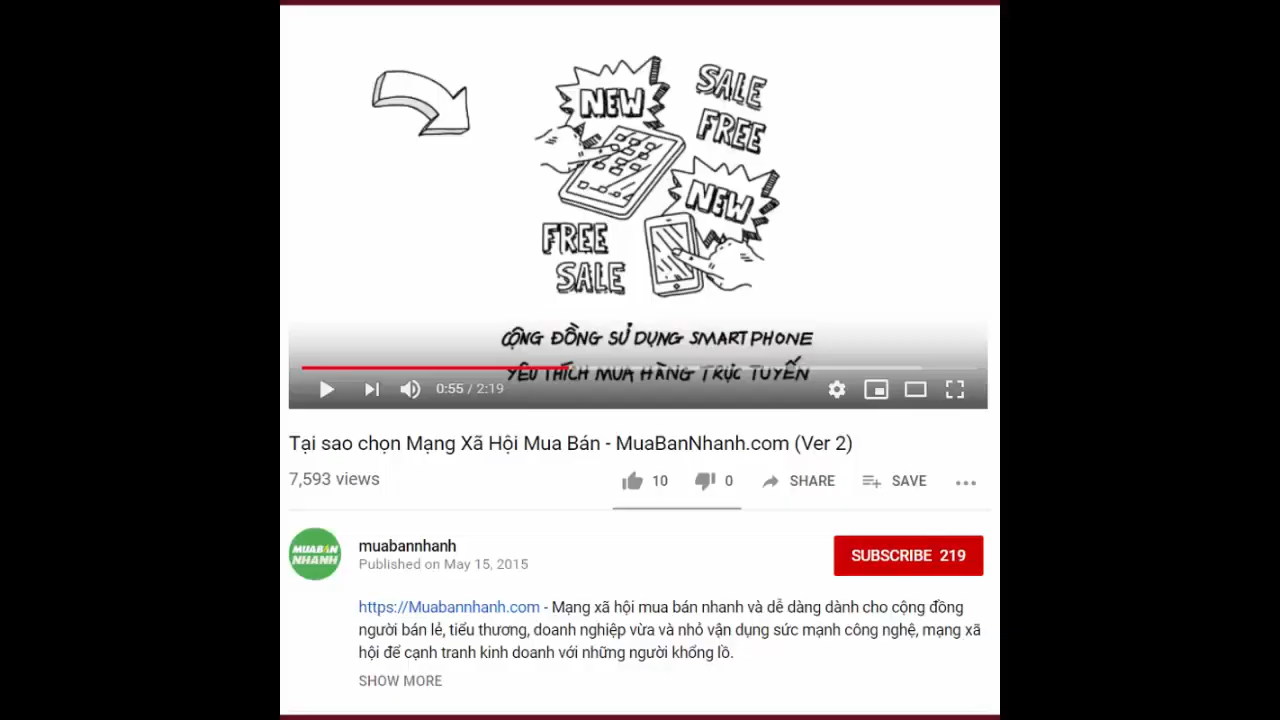 NEW
SALE
FREE
NEW
FREE
SALE
CỘNG ĐỒNG SỬ DỤNG SMARTPHONE
YÊU THÍCH MUA HÀNG TRỰC TUYẾN
0:55 / 2:19
Tại sao chọn Mạng Xã Hội Mua Bán - MuaBanNhanh.com (Ver 2)
7,593 views
10 0 SHARE SAVE
MUABÁN
NHANH
muabannhanh
Published on May 15, 2015
SUBSCRIBE 219
https://Muabannhanh.com - Mạng xã hội mua bán nhanh và dễ dàng dành cho cộng đồng
người bán lẻ, tiểu thương, doanh nghiệp vừa và nhỏ vận dụng sức mạnh công nghệ, mạng xã
hội để cạnh tranh kinh doanh với những người khổng lồ.
SHOW MORE